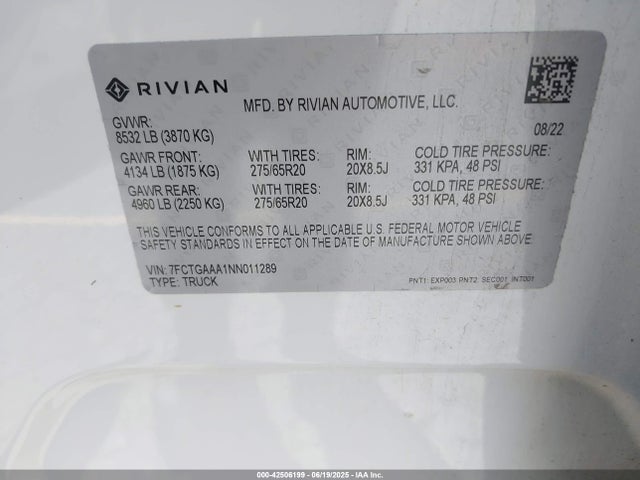 RIVIAN
MFD. BY RIVIAN AUTOMOTIVE, LLC.
GVWR:
8532 LB (3870 KG)
08/22
GAWR FRONT: WITH TIRES: RIM: COLD TIRE PRESSURE:
4134 LB (1875 KG) 275/65R20 20X8.5J 331 KPA, 48 PSI
GAWR REAR: WITH TIRES: RIM: COLD TIRE PRESSURE:
4960 LB (2250 KG) 275/65R20 20X8.5J 331 KPA, 48 PSI
THIS VEHICLE CONFORMS TO ALL APPLICABLE U.S. FEDERAL MOTOR VEHICLE
SAFETY STANDARDS IN EFFECT ON THE DATE OF MANUFACTURE SHOWN ABOVE.
VIN: 7FCTGAAA1NN011289
TYPE: TRUCK
PNT1: EXP003 PNT2: SEC001 INT001
000-42506199 - 06/19/2025 - IAA Inc.